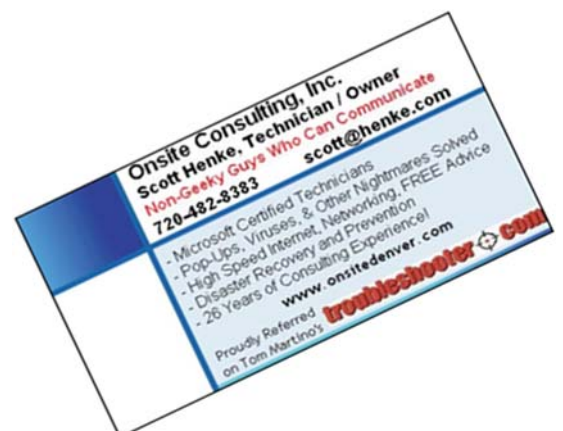 Onsite Consulting, Inc.
Scott Henke, Technician / Owner
Non-Geeky Guys Who Can Communicate
720-482-8383 scott@henke.com
- Microsoft Certified Technicians
- Pop-Ups, Viruses, & Other Nightmares Solved
- High Speed Internet, Networking, FREE Advice
- Disaster Recovery and Prevention
- 26 Years of Consulting Experience!
www.onsitedenver.com
Proudly Referred
on Tom Martino's troubleshooter com